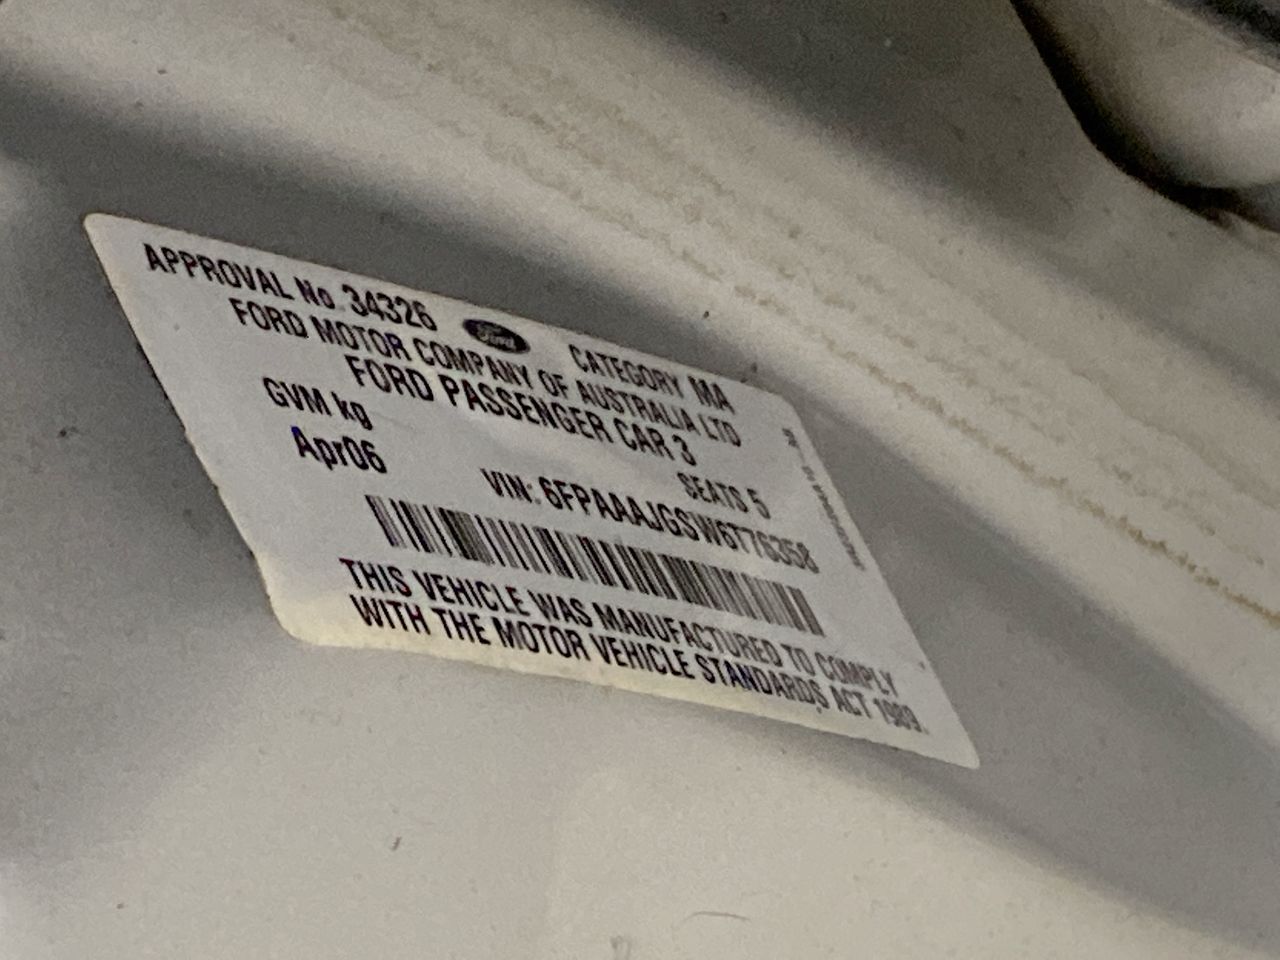 APPROVAL No. 34326 Ford CATEGORY MA
FORD MOTOR COMPANY OF AUSTRALIA LTD
FORD PASSENGER CAR 3
GVM kg SEATS 5
Apr06 VIN: 6FPAAAJGSW6T76358
THIS VEHICLE WAS MANUFACTURED TO COMPLY
WITH THE MOTOR VEHICLE STANDARDS ACT 1989.